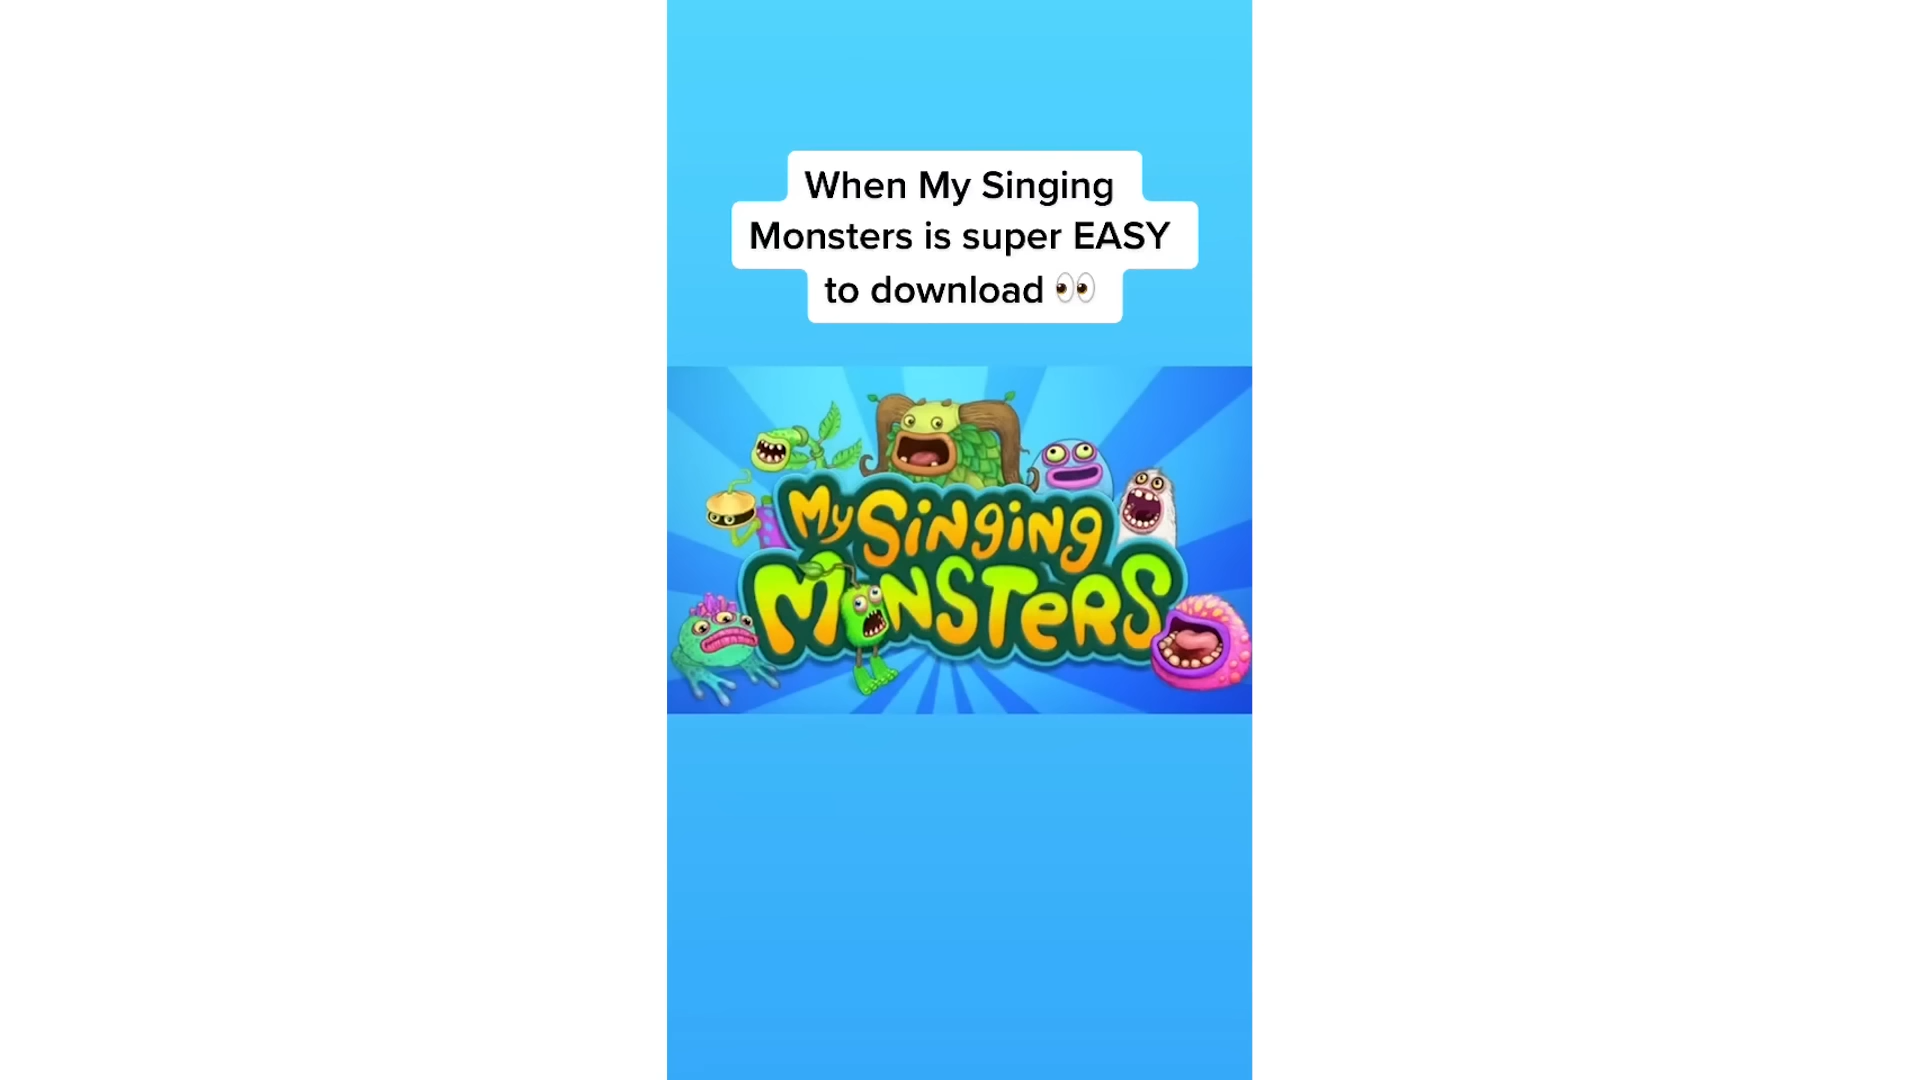 When My Singing
Monsters is super EASY
to download 👀
My Singing
MONSTERS